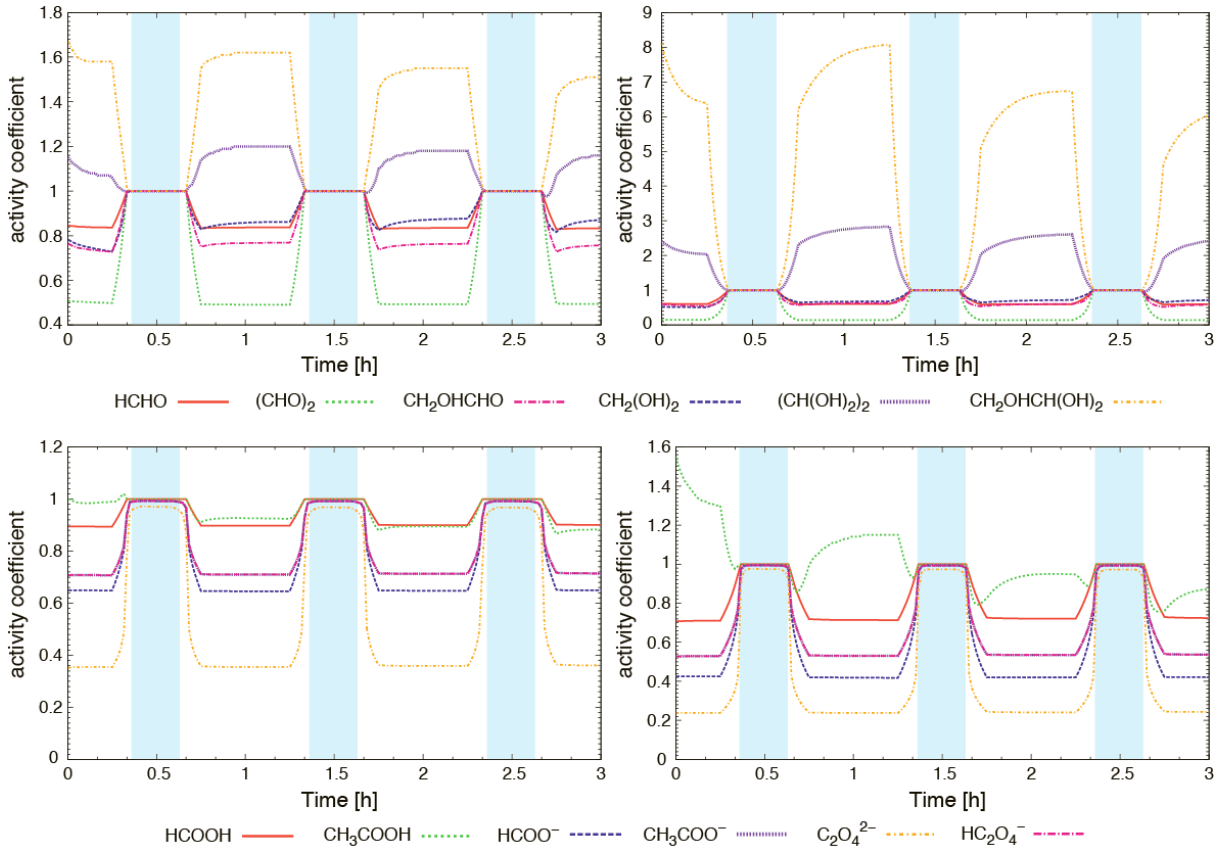 1.8
1.6
1.4
1.2
1
0.8
0.6
0.4
activity coefficient
0 0.5 1 1.5 2 2.5 3
Time [h]
9
8
7
6
5
4
3
2
1
0
activity coefficient
0 0.5 1 1.5 2 2.5 3
Time [h]
HCHO (CHO)₂ CH₂OHCHO CH₂(OH)₂ (CH(OH)₂)₂ CH₂OHCH(OH)₂
1.2
1
0.8
0.6
0.4
0.2
0
activity coefficient
0 0.5 1 1.5 2 2.5 3
Time [h]
1.6
1.4
1.2
1
0.8
0.6
0.4
0.2
0
activity coefficient
0 0.5 1 1.5 2 2.5 3
Time [h]
HCOOH CH₃COOH HCOO⁻ CH₃COO⁻ C₂O₄²⁻ HC₂O₄⁻